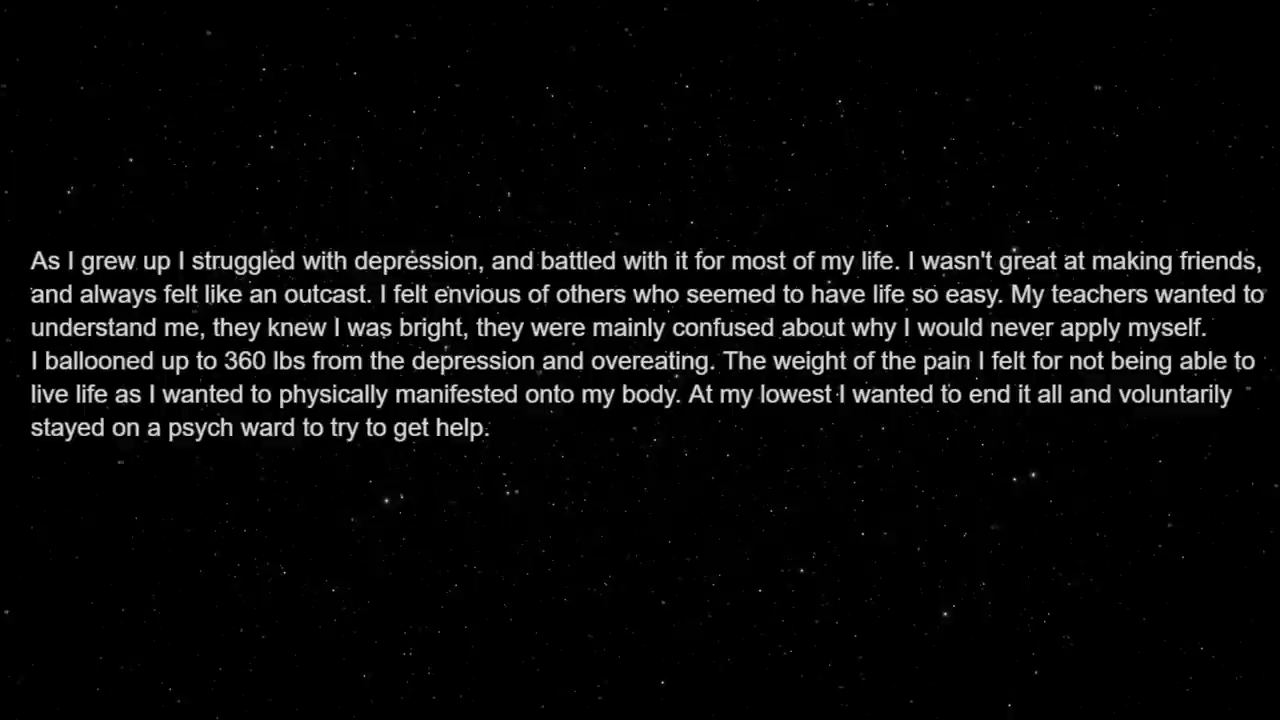 As I grew up I struggled with depression, and battled with it for most of my life. I wasn't great at making friends,
and always felt like an outcast. I felt envious of others who seemed to have life so easy. My teachers wanted to
understand me, they knew I was bright, they were mainly confused about why I would never apply myself.
I ballooned up to 360 lbs from the depression and overeating. The weight of the pain I felt for not being able to
live life as I wanted to physically manifested onto my body. At my lowest I wanted to end it all and voluntarily
stayed on a psych ward to try to get help.